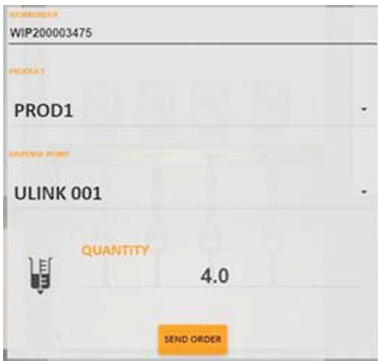 WORKORDER
WIP200003475
PRODUCT
PROD1
DISPENSE POINT
ULINK 001
QUANTITY
4.0
SEND ORDER